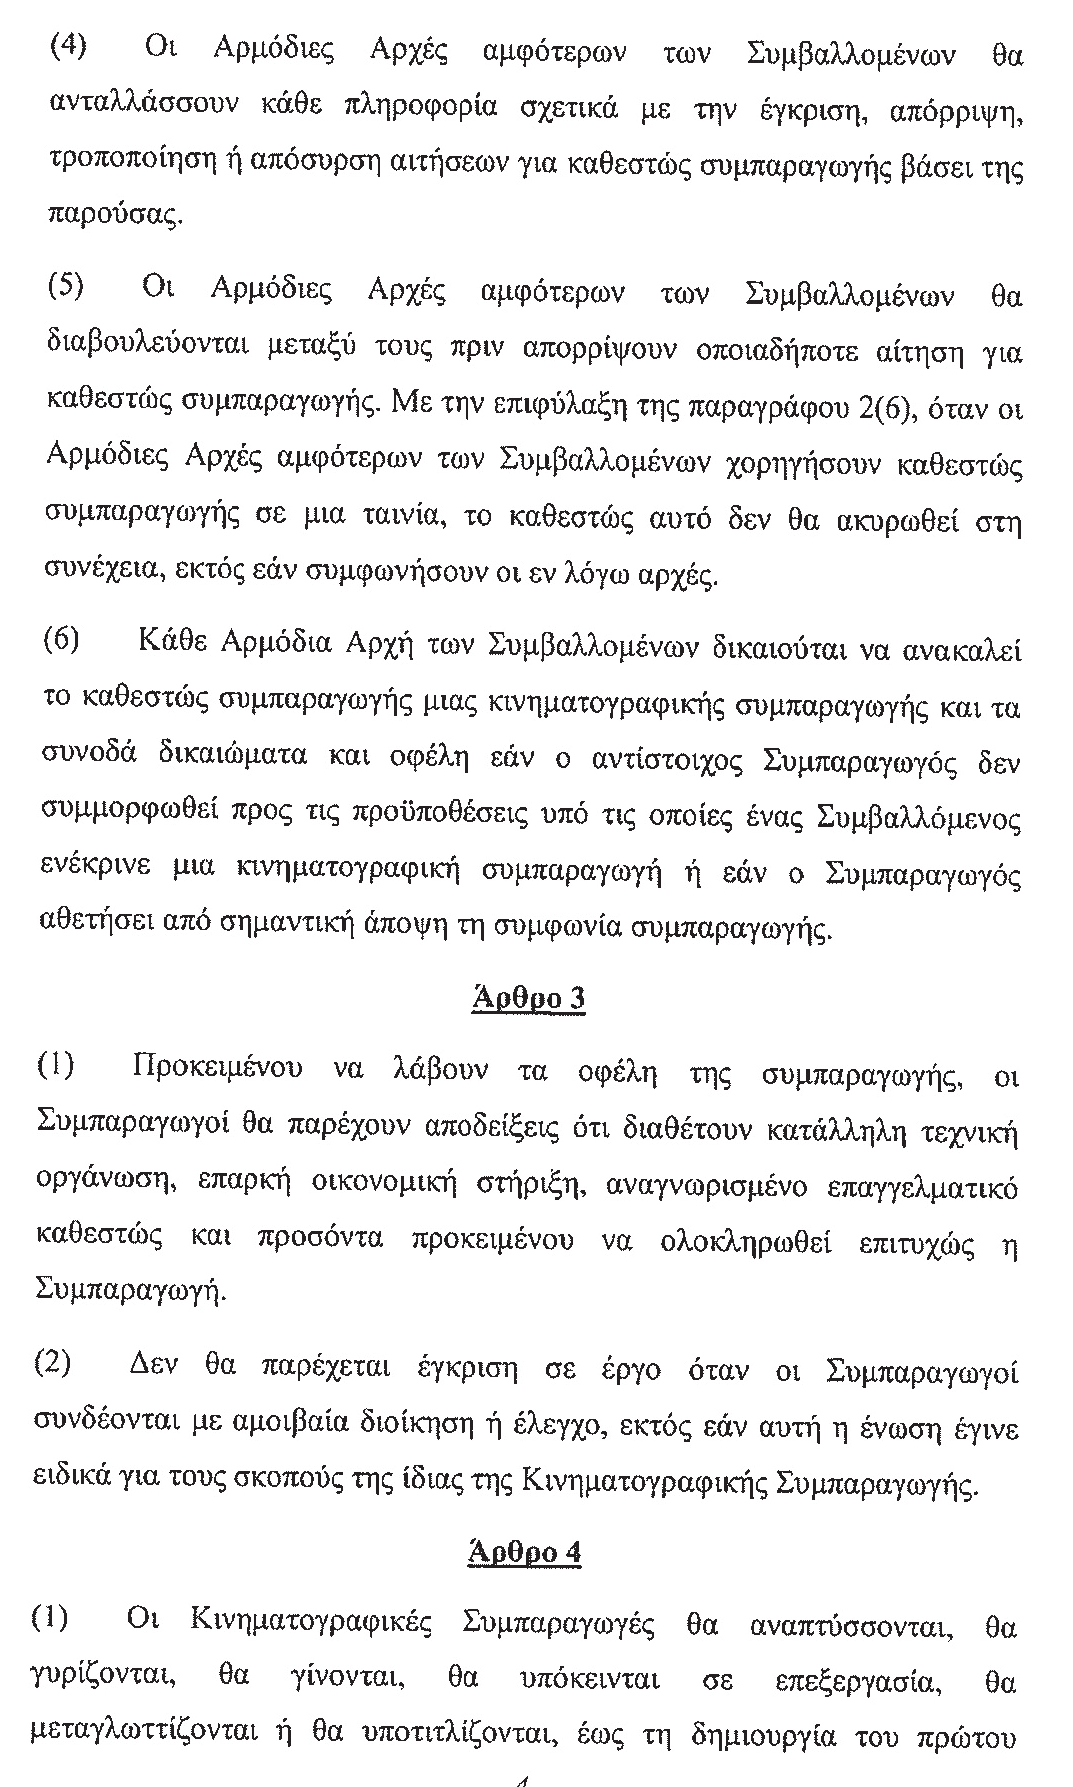 (4) Οι Αρμόδιες Αρχές αμφότερων των Συμβαλλομένων θα
ανταλλάσσουν κάθε πληροφορία σχετικά με την έγκριση, απόρριψη,
τροποποίηση ή απόσυρση αιτήσεων για καθεστώς συμπαραγωγής βάσει της
παρούσας.
(5) Οι Αρμόδιες Αρχές αμφότερων των Συμβαλλομένων θα
διαβουλεύονται μεταξύ τους πριν απορρίψουν οποιαδήποτε αίτηση για
καθεστώς συμπαραγωγής. Με την επιφύλαξη της παραγράφου 2(6), όταν οι
Αρμόδιες Αρχές αμφότερων των Συμβαλλομένων χορηγήσουν καθεστώς
συμπαραγωγής σε μια ταινία, το καθεστώς αυτό δεν θα ακυρωθεί στη
συνέχεια, εκτός εάν συμφωνήσουν οι εν λόγω αρχές.
(6) Κάθε Αρμόδια Αρχή των Συμβαλλομένων δικαιούται να ανακαλεί
το καθεστώς συμπαραγωγής μιας κινηματογραφικής συμπαραγωγής και τα
συνοδά δικαιώματα και οφέλη εάν ο αντίστοιχος Συμπαραγωγός δεν
συμμορφωθεί προς τις προϋποθέσεις υπό τις οποίες ένας Συμβαλλόμενος
ενέκρινε μια κινηματογραφική συμπαραγωγή ή εάν ο Συμπαραγωγός
αθετήσει από σημαντική άποψη τη συμφωνία συμπαραγωγής.
Άρθρο 3
(1) Προκειμένου να λάβουν τα οφέλη της συμπαραγωγής, οι
Συμπαραγωγοί θα παρέχουν αποδείξεις ότι διαθέτουν κατάλληλη τεχνική
οργάνωση, επαρκή οικονομική στήριξη, αναγνωρισμένο επαγγελματικό
καθεστώς και προσόντα προκειμένου να ολοκληρωθεί επιτυχώς η
Συμπαραγωγή.
(2) Δεν θα παρέχεται έγκριση σε έργο όταν οι Συμπαραγωγοί
συνδέονται με αμοιβαία διοίκηση ή έλεγχο, εκτός εάν αυτή η ένωση έγινε
ειδικά για τους σκοπούς της ίδιας της Κινηματογραφικής Συμπαραγωγής.
Άρθρο 4
(1) Οι Κινηματογραφικές Συμπαραγωγές θα αναπτύσσονται, θα
γυρίζονται, θα γίνονται, θα υπόκεινται σε επεξεργασία, θα
μεταγλωττίζονται ή θα υποτιτλίζονται, έως τη δημιουργία του πρώτου